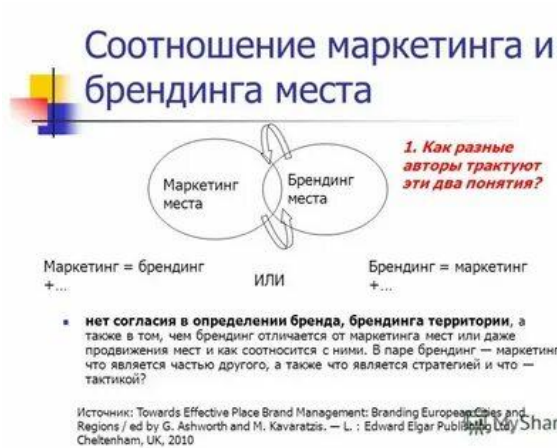 Соотношение маркетинга и
брендинга места
1. Как разные
авторы трактуют
эти два понятия?
Маркетинг
места
Брендинг
места
Маркетинг = брендинг
+...
ИЛИ
Брендинг = маркетинг
+...
нет согласия в определении бренда, брендинга территории, а
также в том, чем брендинг отличается от маркетинга мест или даже
продвижения мест и как соотносится с ними. В паре брендинг — маркетинг
что является частью другого, а также что является стратегией и что —
тактикой?
Источник: Towards Effective Place Brand Management: Branding European Cities and
Regions / ed by G. Ashworth and M. Kavaratzis. — L. : Edward Elgar Publishing Ltd,
Cheltenham, UK, 2010
MyShar